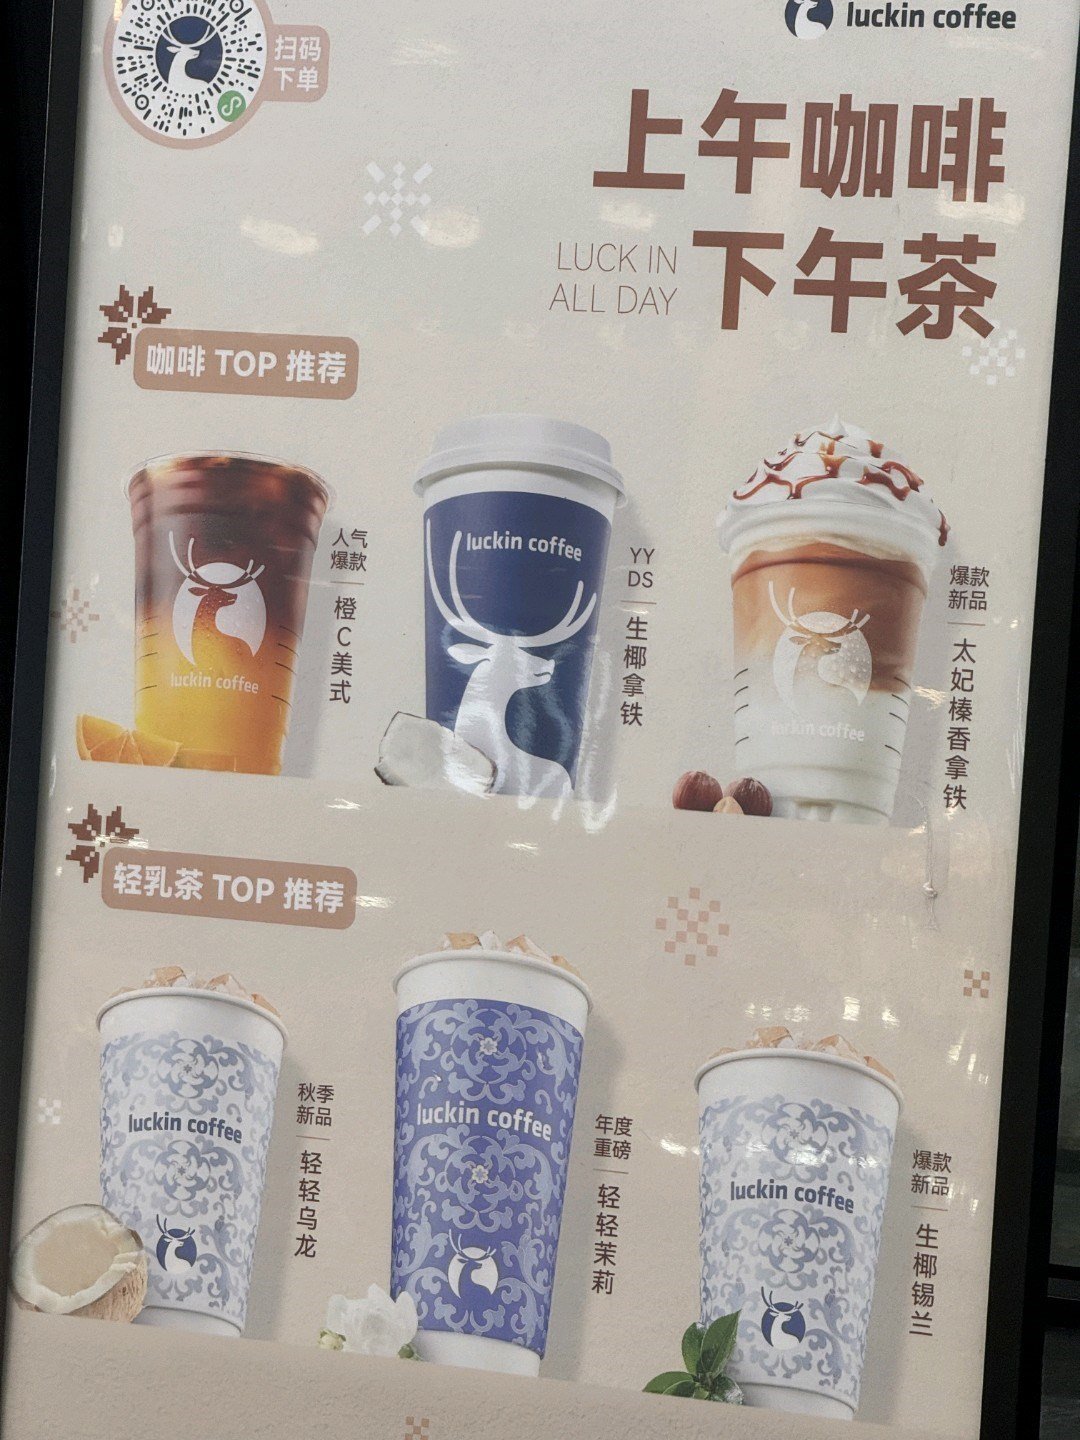 扫码
下单
luckin coffee
上午咖啡
LUCK IN
ALL DAY
下午茶
咖啡 TOP 推荐
luckin coffee
人气
爆款
橙C美式
luckin coffee
YY
DS
生椰拿铁
luckin coffee
爆款
新品
太妃榛香拿铁
轻乳茶 TOP 推荐
luckin coffee
秋季
新品
轻轻乌龙
luckin coffee
年度
重磅
轻轻茉莉
luckin coffee
爆款
新品
生椰锡兰